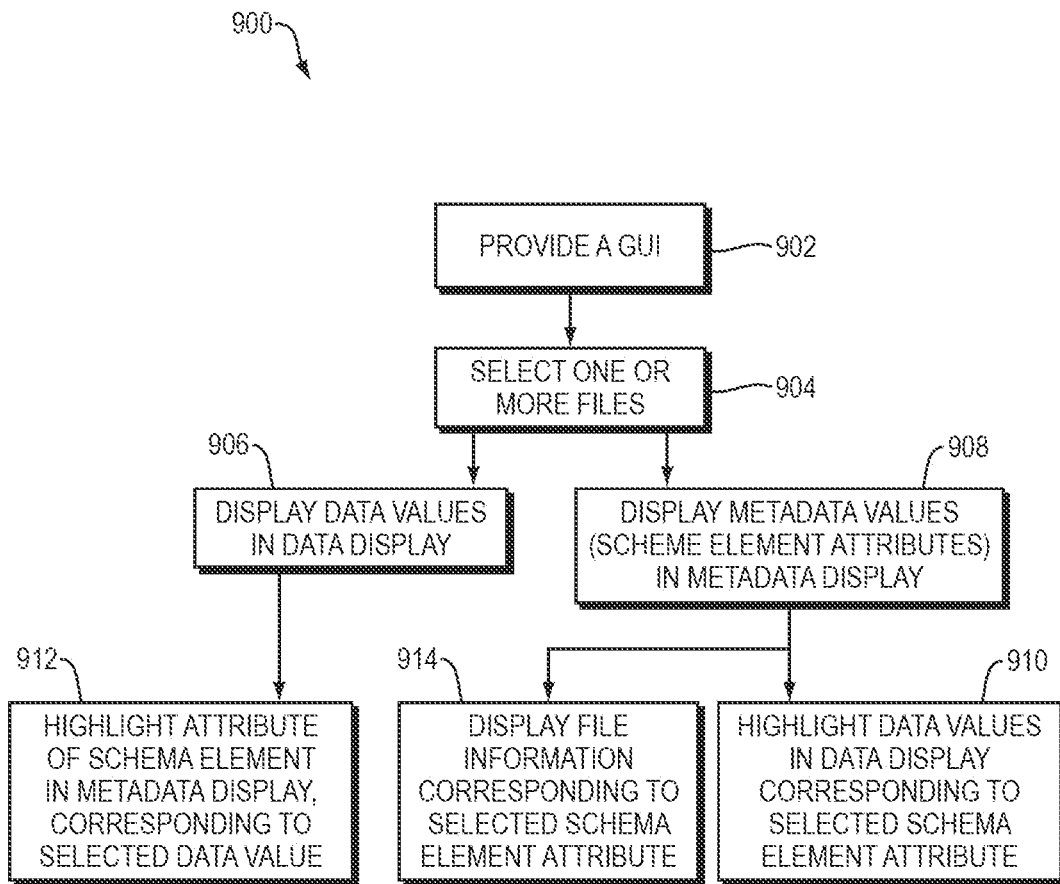 900
PROVIDE A GUI
902
SELECT ONE OR
MORE FILES
904
906
DISPLAY DATA VALUES
IN DATA DISPLAY
908
DISPLAY METADATA VALUES
(SCHEME ELEMENT ATTRIBUTES)
IN METADATA DISPLAY
912
HIGHLIGHT ATTRIBUTE
OF SCHEMA ELEMENT
IN METADATA DISPLAY,
CORRESPONDING TO
SELECTED DATA VALUE
914
DISPLAY FILE
INFORMATION
CORRESPONDING TO
SELECTED SCHEMA
ELEMENT ATTRIBUTE
910
HIGHLIGHT DATA VALUES
IN DATA DISPLAY
CORRESPONDING TO
SELECTED SCHEMA
ELEMENT ATTRIBUTE